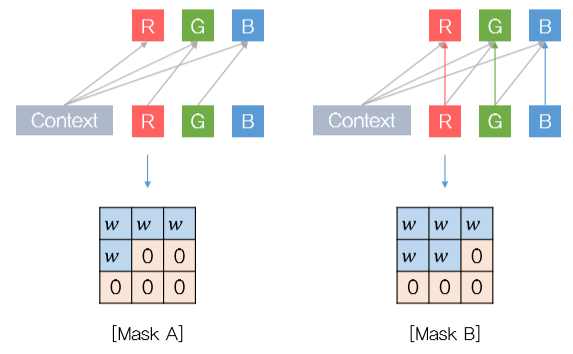 R G B R G B
Context R G B Context R G B
w w w w w w
w 0 0 w w 0
0 0 0 0 0 0
[Mask A] [Mask B]